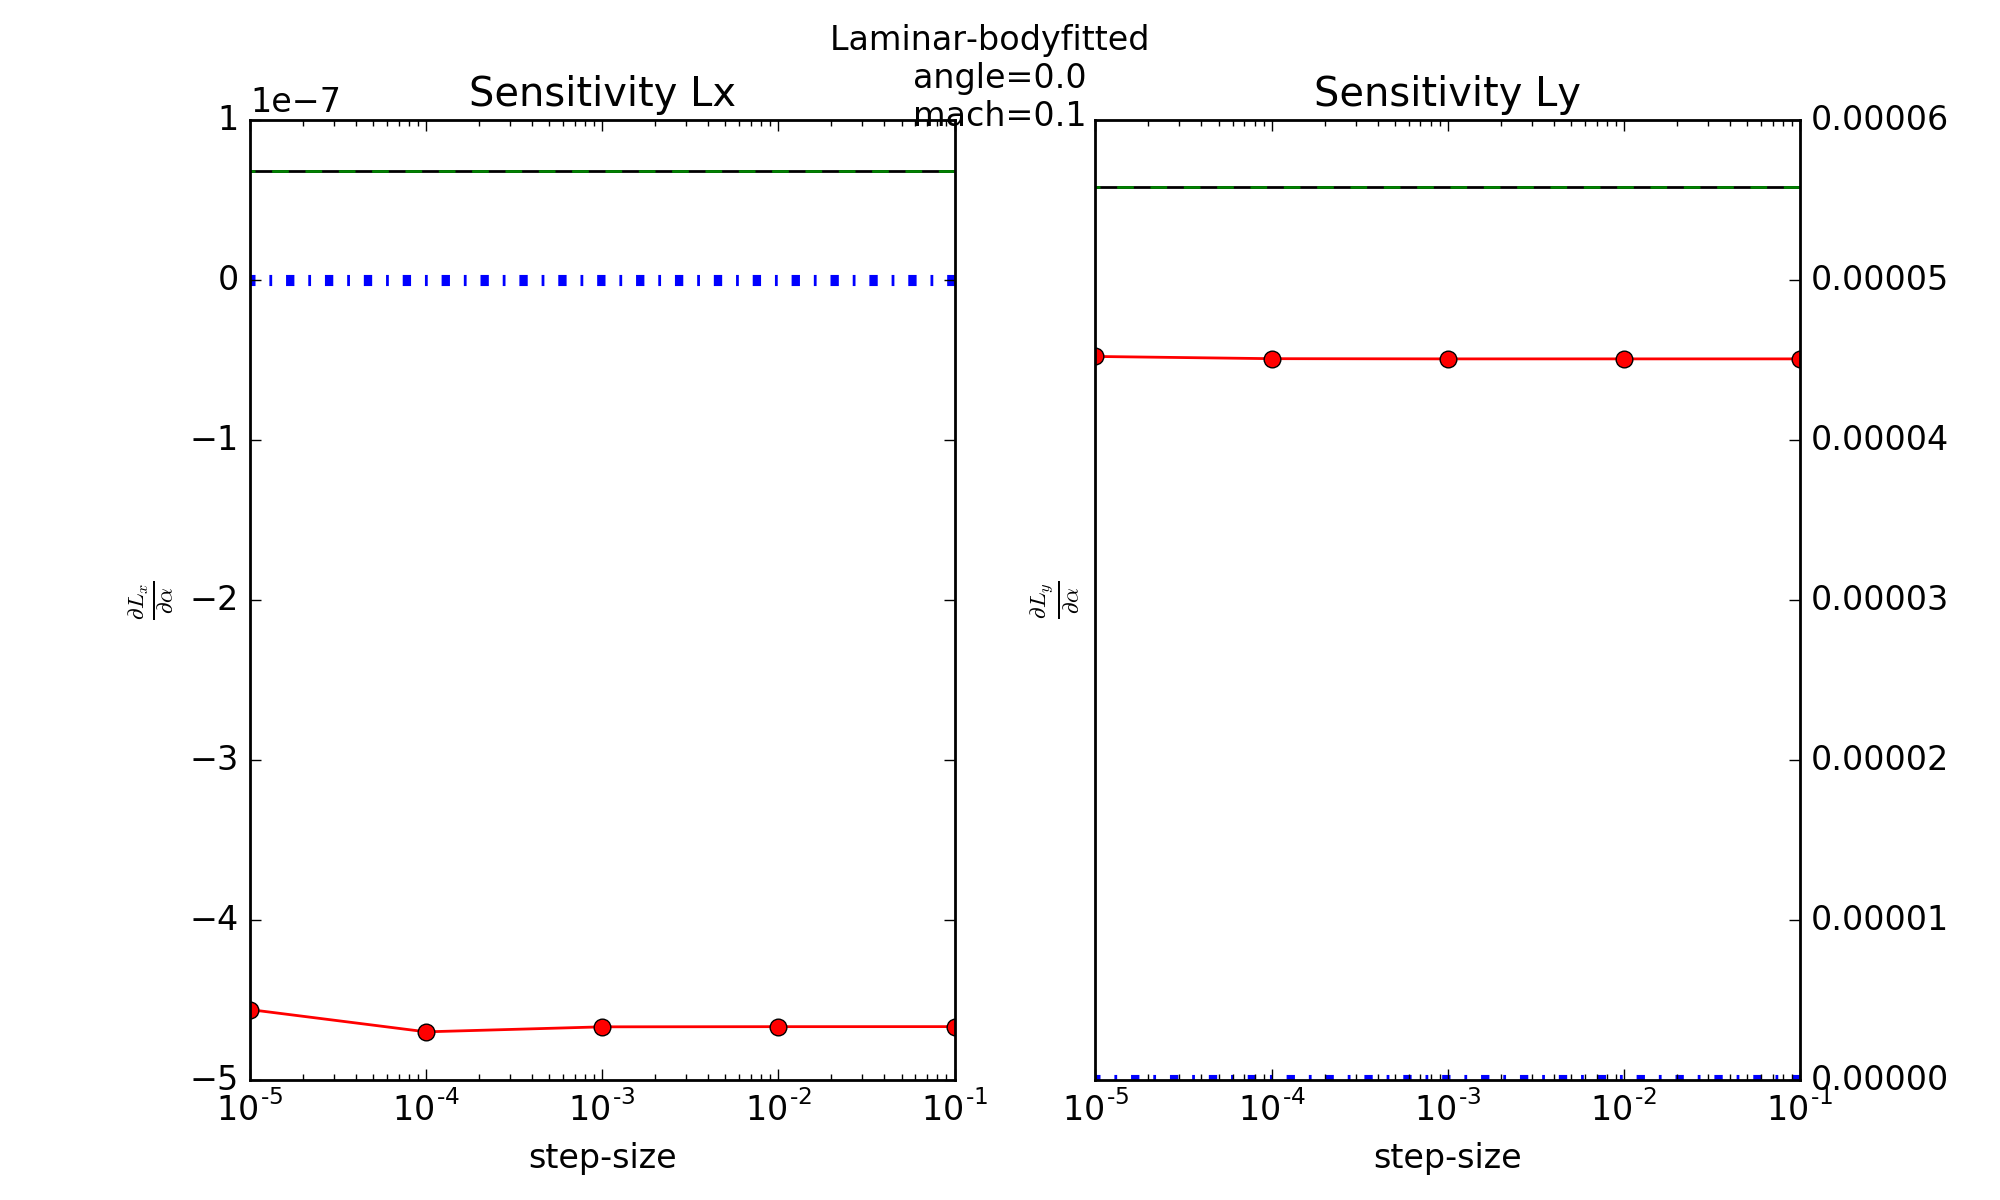 Laminar-bodyfitted
angle=0.0
mach=0.1
Sensitivity Lx
1e−7
1
0
−1
−2
−3
−4
−5
∂Lₓ/∂α
10⁻⁵ 10⁻⁴ 10⁻³ 10⁻² 10⁻¹
step-size
Sensitivity Ly
∂L_y/∂α
0.00006
0.00005
0.00004
0.00003
0.00002
0.00001
0.00000
10⁻⁵ 10⁻⁴ 10⁻³ 10⁻² 10⁻¹
step-size